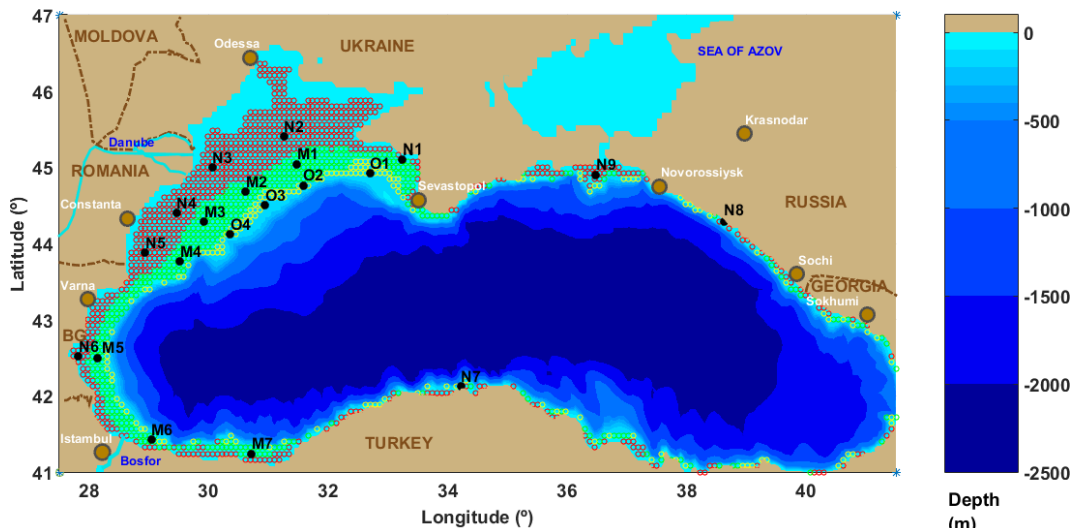 47
46
45
44
43
42
41
28
30
32
34
36
38
40
Latitude (º)
Longitude (º)
MOLDOVA
Odessa
UKRAINE
SEA OF AZOV
Krasnodar
N2
Danube
N3
M1
N1
O1
N9
ROMANIA
M2
O2
Sevastopol
Novorossiysk
O3
Constanta
N4
M3
O4
N8
RUSSIA
N5
M4
Sochi
GEORGIA
Varna
Sokhumi
BG
N6
M5
N7
M6
M7
TURKEY
Istambul
Bosfor
0
-500
-1000
-1500
-2000
-2500
Depth
(m)